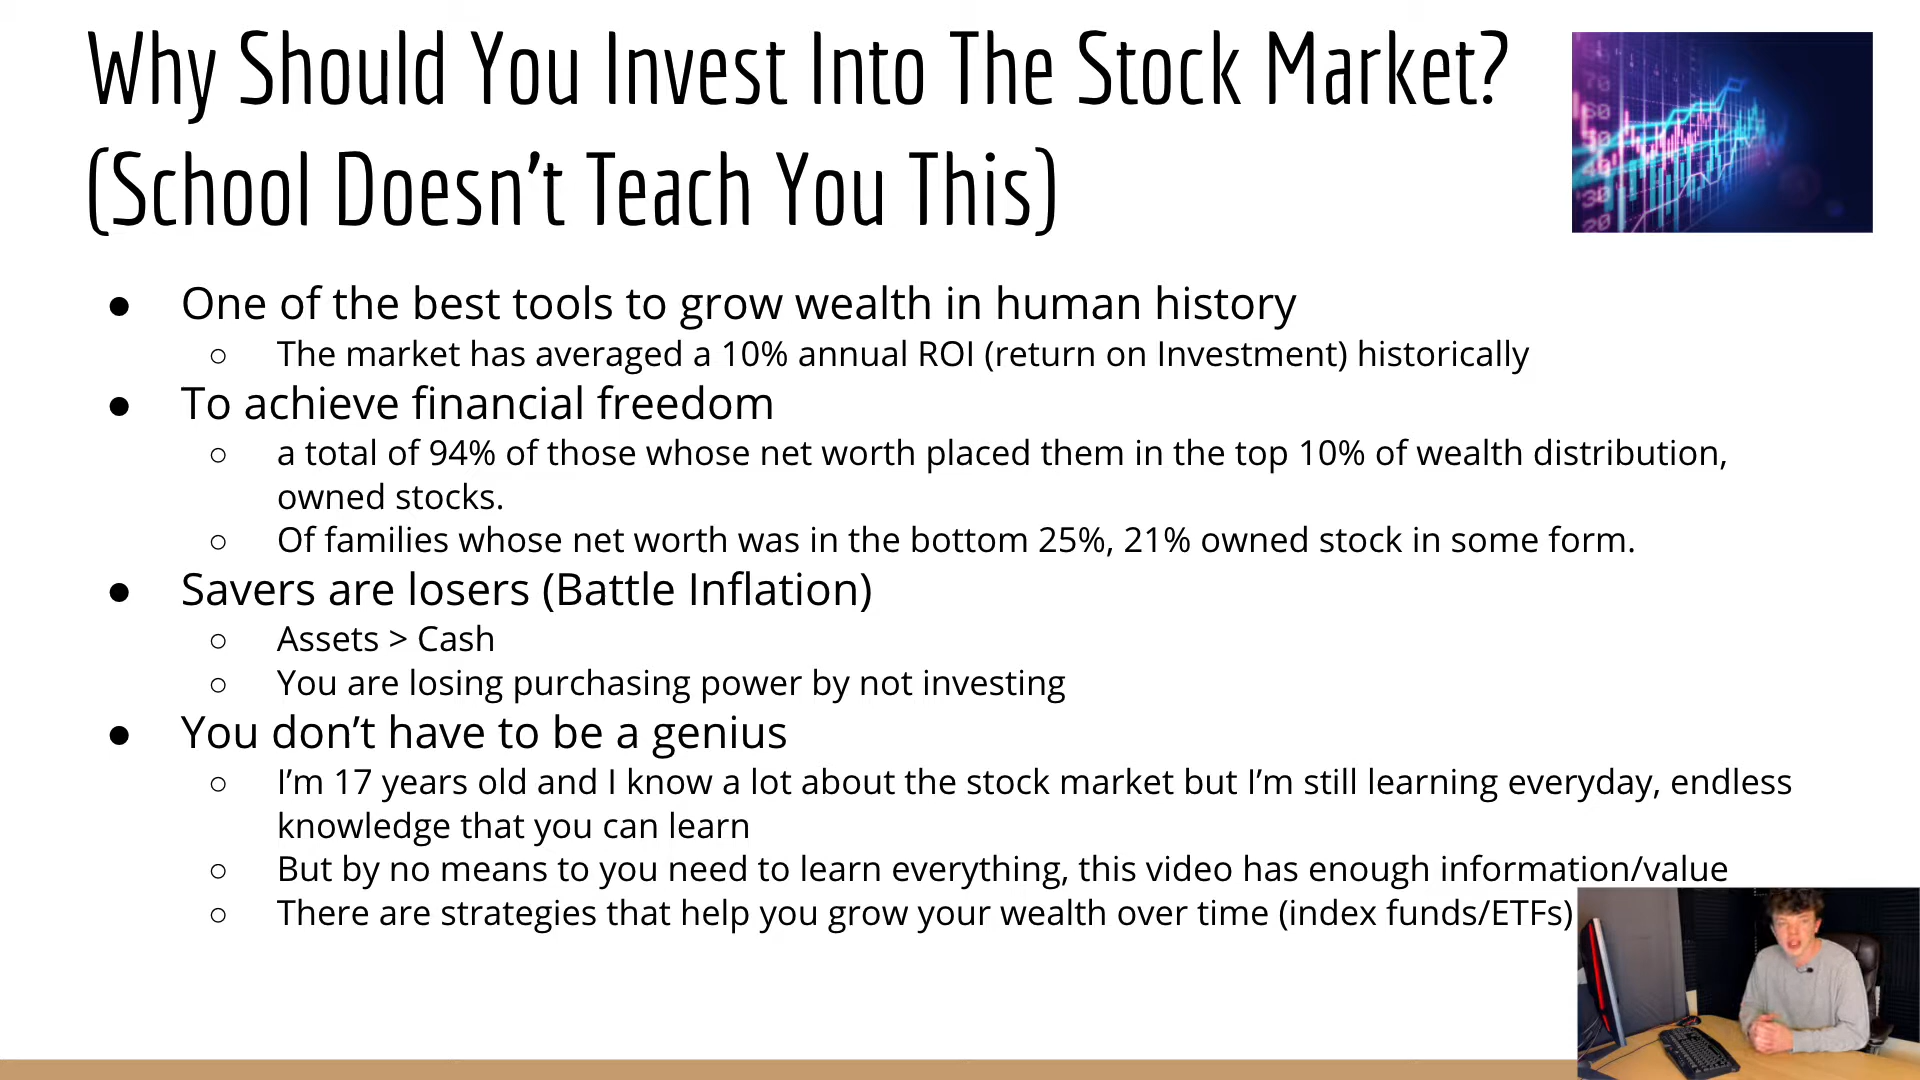 Why Should You Invest Into The Stock Market?
(School Doesn't Teach You This)
● One of the best tools to grow wealth in human history
○ The market has averaged a 10% annual ROI (return on Investment) historically
● To achieve financial freedom
○ a total of 94% of those whose net worth placed them in the top 10% of wealth distribution,
owned stocks.
○ Of families whose net worth was in the bottom 25%, 21% owned stock in some form.
● Savers are losers (Battle Inflation)
○ Assets > Cash
○ You are losing purchasing power by not investing
● You don't have to be a genius
○ I'm 17 years old and I know a lot about the stock market but I'm still learning everyday, endless
knowledge that you can learn
○ But by no means to you need to learn everything, this video has enough information/value
○ There are strategies that help you grow your wealth over time (index funds/ETFs)